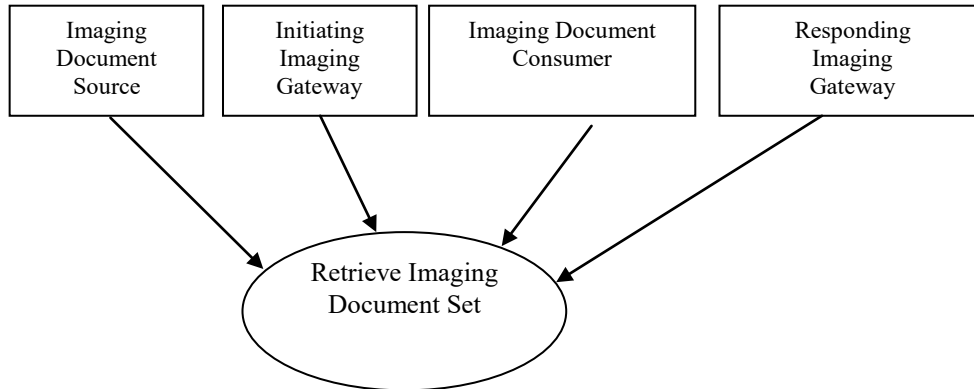 Imaging
Document
Source
Initiating
Imaging
Gateway
Imaging Document
Consumer
Responding
Imaging
Gateway
Retrieve Imaging
Document Set